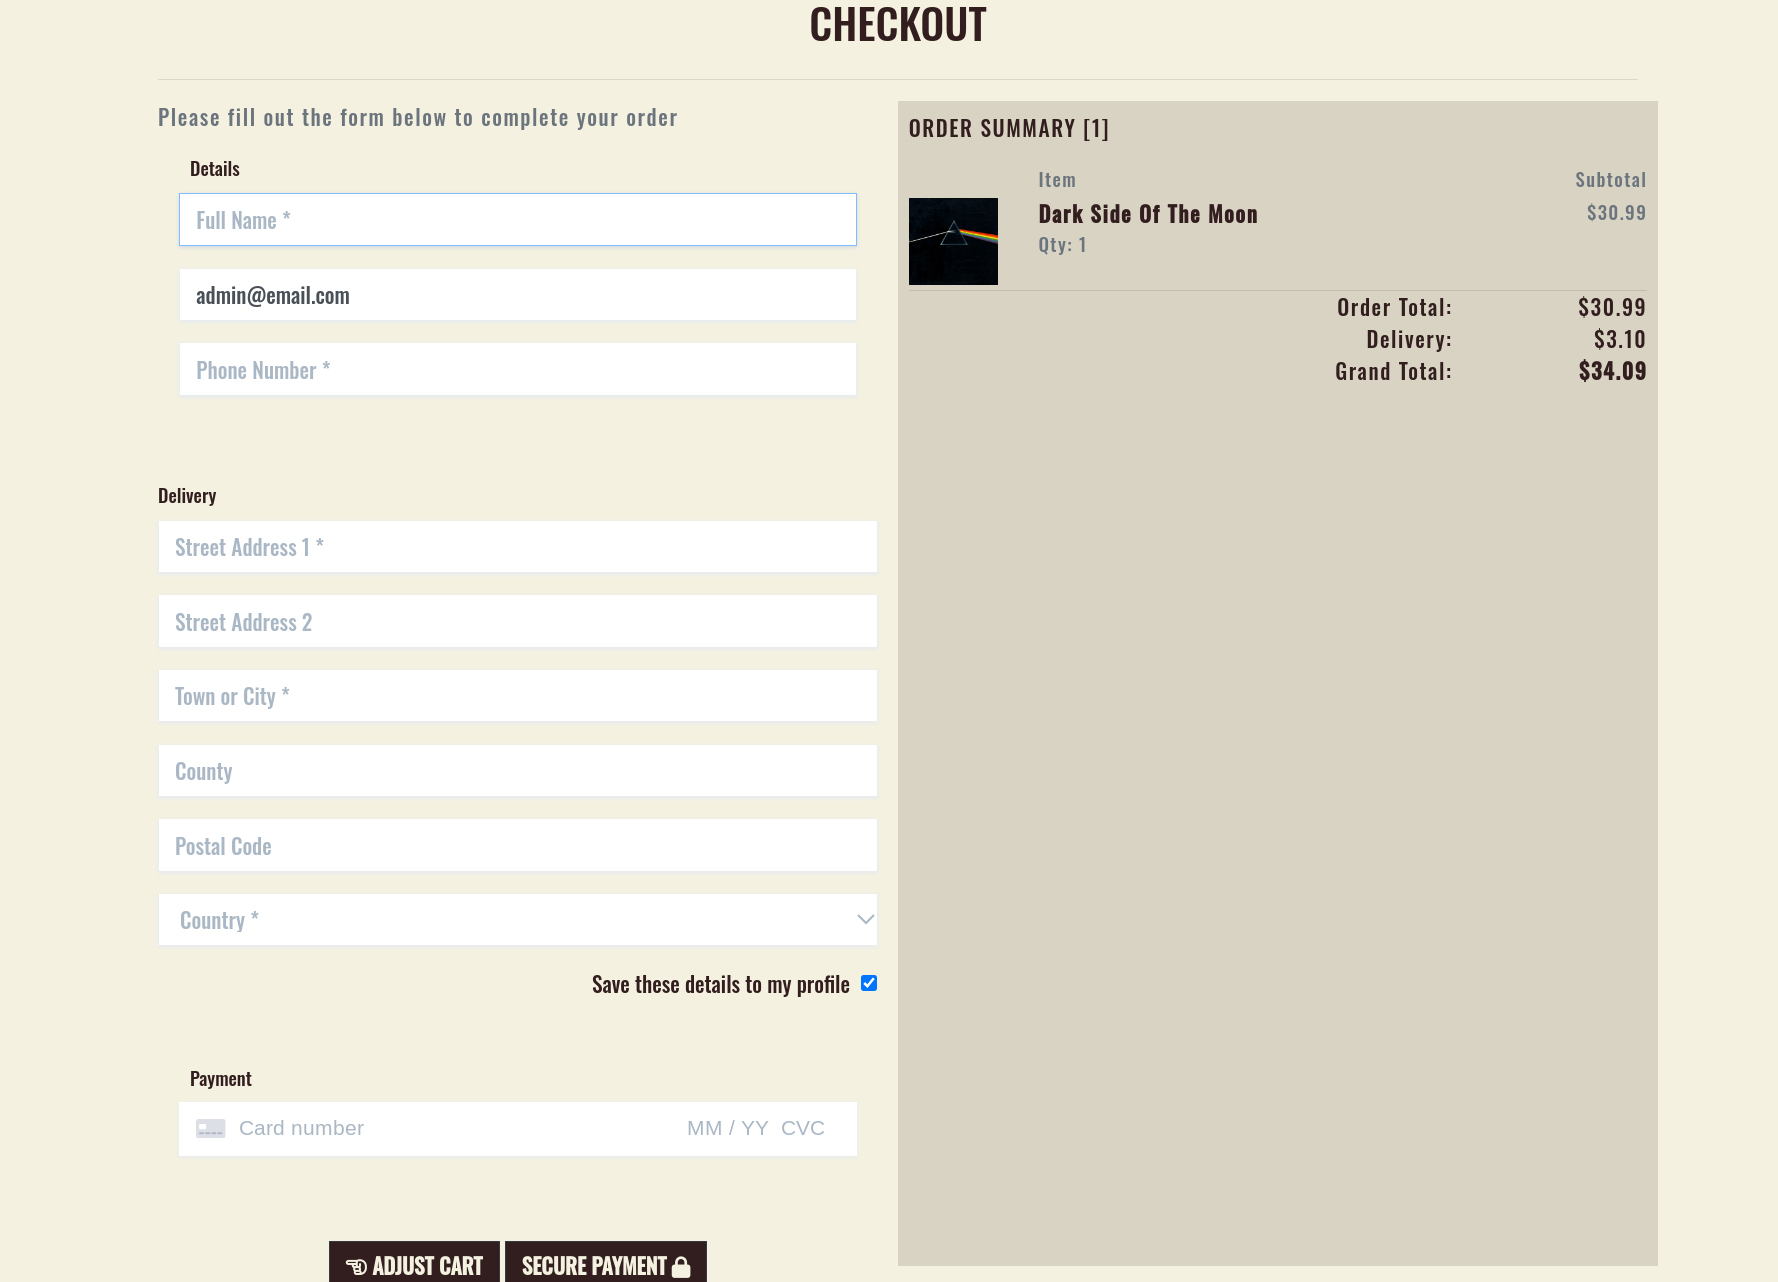 CHECKOUT
Please fill out the form below to complete your order
Details
Full Name *
admin@email.com
Phone Number *
Delivery
Street Address 1 *
Street Address 2
Town or City *
County
Postal Code
Country *
Save these details to my profile
Payment
Card number MM / YY CVC
ADJUST CART SECURE PAYMENT
ORDER SUMMARY [1]
Item Subtotal
Dark Side Of The Moon $30.99
Qty: 1
Order Total: $30.99
Delivery: $3.10
Grand Total: $34.09